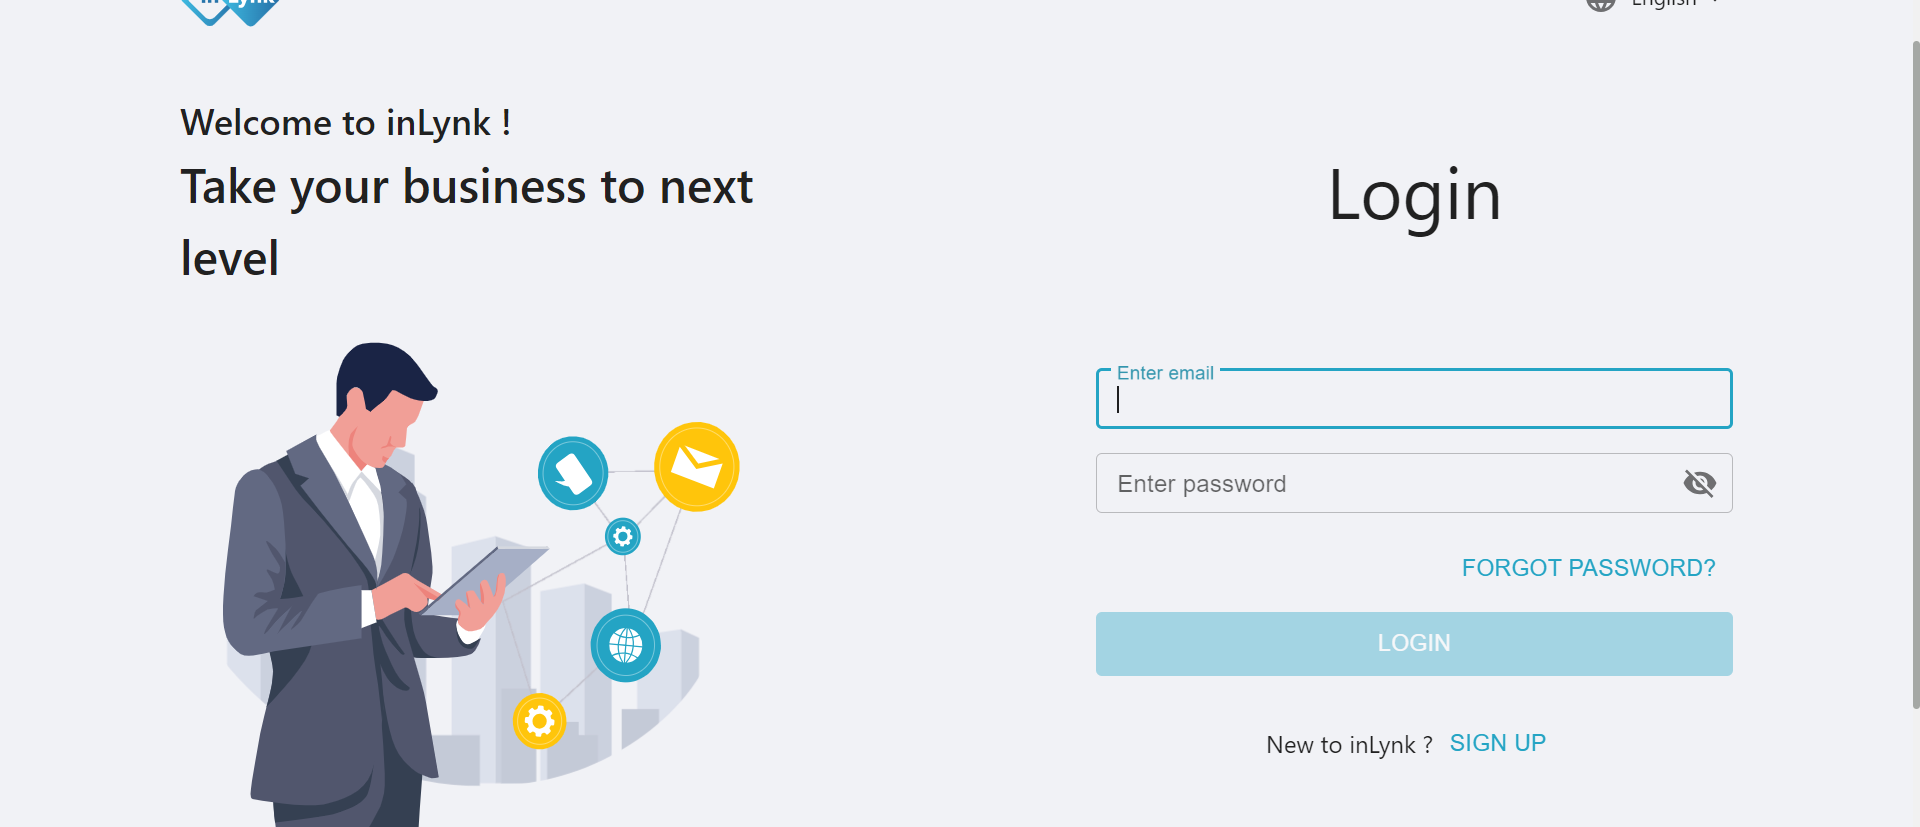 inLynk
English
Welcome to inLynk !
Take your business to next
level
Login
Enter email
Enter password
FORGOT PASSWORD?
LOGIN
New to inLynk ? SIGN UP